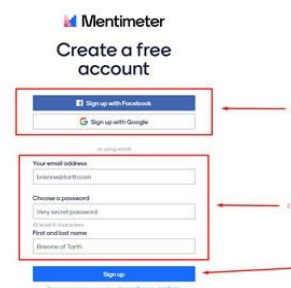 Mentimeter
Create a free
account
Sign up with Facebook
Sign up with Google
or using email
Your email address
brienne@tarth.com
Choose a password
Very secret password
At least 8 characters
First and last name
Brienne of Tarth
Sign up